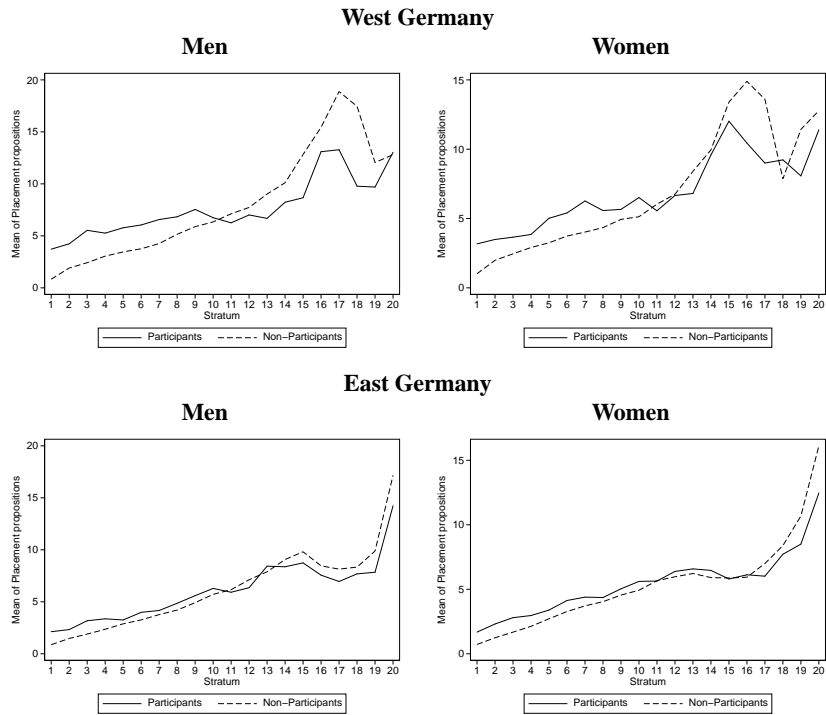 West Germany
Men
Women
Mean of Placement propositions
20
15
10
5
0
1 2 3 4 5 6 7 8 9 10 11 12 13 14 15 16 17 18 19 20
Stratum
Participants Non−Participants
Mean of Placement propositions
15
10
5
0
1 2 3 4 5 6 7 8 9 10 11 12 13 14 15 16 17 18 19 20
Stratum
Participants Non−Participants
East Germany
Men
Women
Mean of Placement propositions
20
15
10
5
0
1 2 3 4 5 6 7 8 9 10 11 12 13 14 15 16 17 18 19 20
Stratum
Participants Non−Participants
Mean of Placement propositions
15
10
5
0
1 2 3 4 5 6 7 8 9 10 11 12 13 14 15 16 17 18 19 20
Stratum
Participants Non−Participants